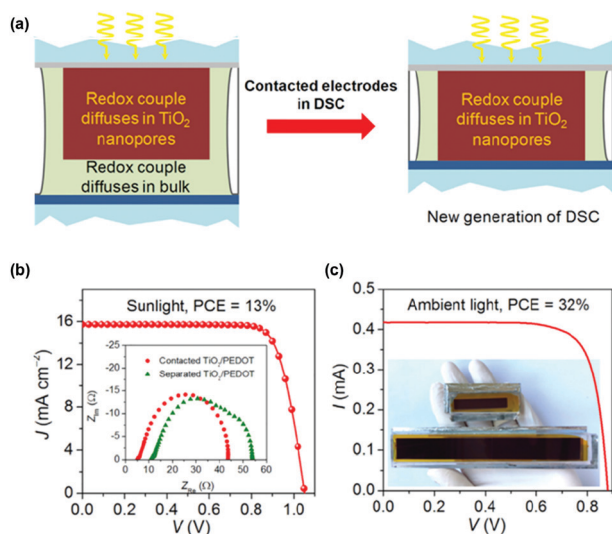 (a)
Redox couple
diffuses in TiO2
nanopores
Redox couple
diffuses in bulk
Contacted electrodes
in DSC
Redox couple
diffuses in TiO2
nanopores
New generation of DSC
(b)
Sunlight, PCE = 13%
J (mA cm⁻²)
16
12
8
4
0
0.0 0.2 0.4 0.6 0.8 1.0
V (V)
Contacted TiO2/PEDOT
Separated TiO2/PEDOT
ZIm (Ω)
-25
-20
-15
-10
-5
0
0 10 20 30 40 50 60
ZRe (Ω)
(c)
Ambient light, PCE = 32%
I (mA)
0.5
0.4
0.3
0.2
0.1
0.0
0.0 0.2 0.4 0.6 0.8
V (V)